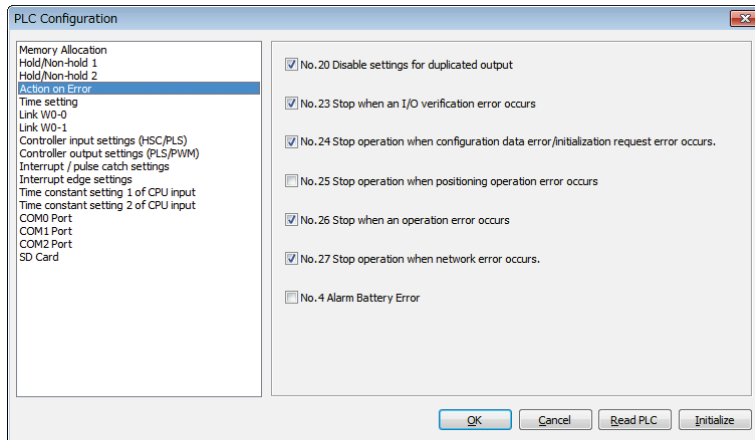 PLC Configuration
Memory Allocation
Hold/Non-hold 1
Hold/Non-hold 2
Action on Error
Time setting
Link W0-0
Link W0-1
Controller input settings (HSC/PLS)
Controller output settings (PLS/PWM)
Interrupt / pulse catch settings
Interrupt edge settings
Time constant setting 1 of CPU input
Time constant setting 2 of CPU input
COM0 Port
COM1 Port
COM2 Port
SD Card
No.20 Disable settings for duplicated output
No.23 Stop when an I/O verification error occurs
No.24 Stop operation when configuration data error/initialization request error occurs.
No.25 Stop operation when positioning operation error occurs
No.26 Stop when an operation error occurs
No.27 Stop operation when network error occurs.
No.4 Alarm Battery Error
OK
Cancel
Read PLC
Initialize